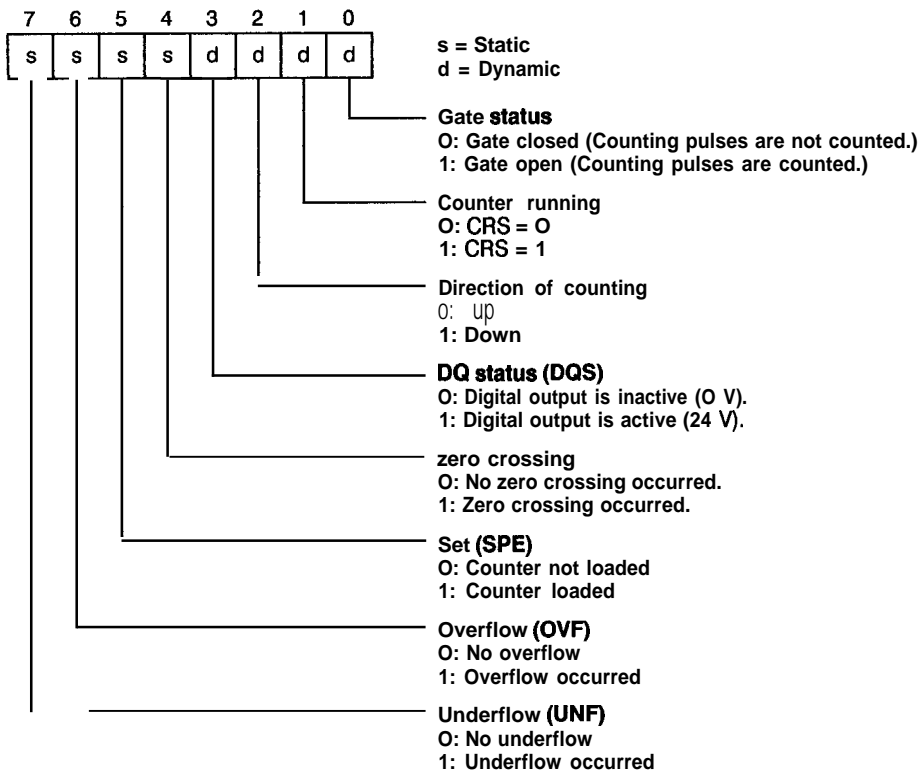 7 6 5 4 3 2 1 0
s s s s d d d d
s = Static
d = Dynamic
Gate status
O: Gate closed (Counting pulses are not counted.)
1: Gate open (Counting pulses are counted.)
Counter running
O: CRS = O
1: CRS = 1
Direction of counting
o: up
1: Down
DQ status (DQS)
O: Digital output is inactive (O V).
1: Digital output is active (24 V).
zero crossing
O: No zero crossing occurred.
1: Zero crossing occurred.
Set (SPE)
O: Counter not loaded
1: Counter loaded
Overflow (OVF)
O: No overflow
1: Overflow occurred
Underflow (UNF)
O: No underflow
1: Underflow occurred